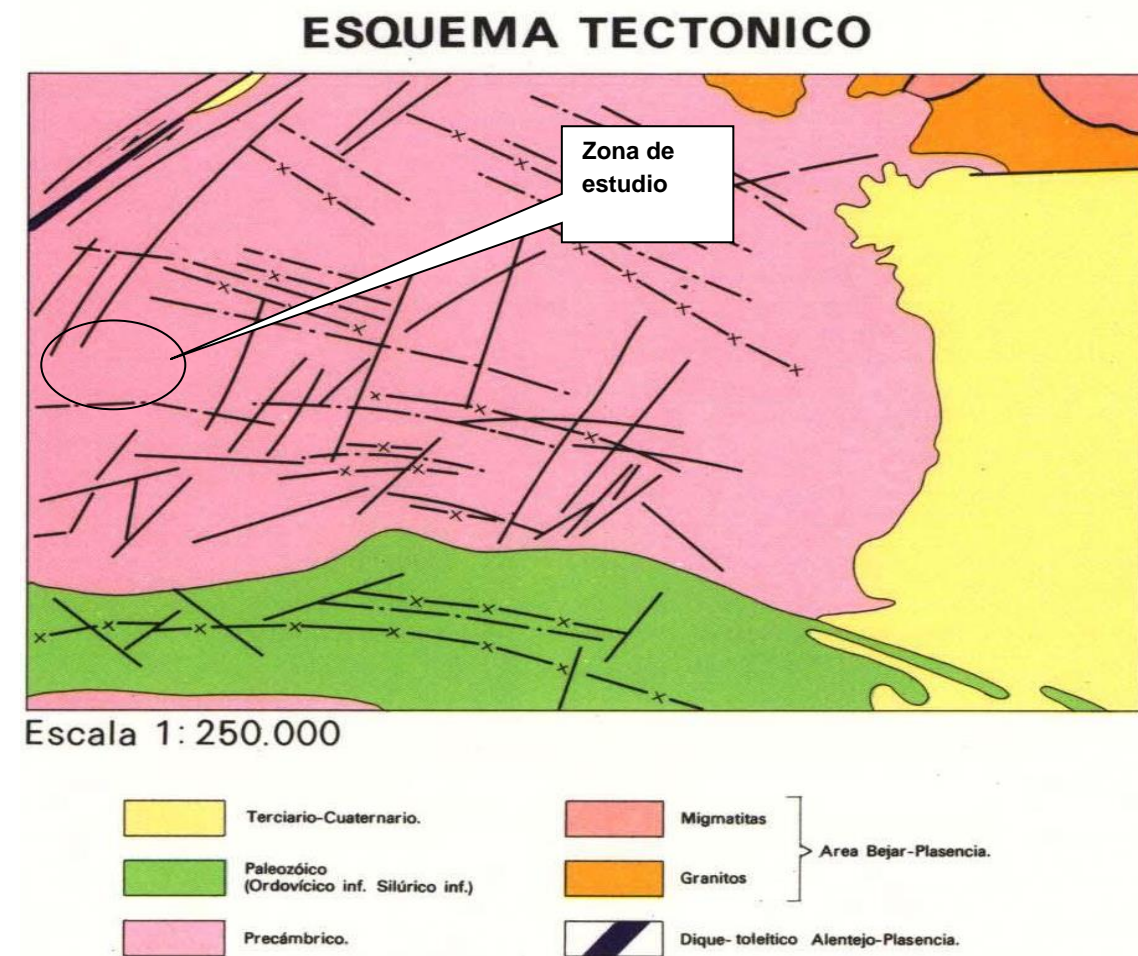 ESQUEMA TECTONICO
Zona de
estudio
Escala 1:250.000
Terciario-Cuaternario.
Paleozóico
(Ordovícico inf. Silúrico inf.)
Precámbrico.
Migmatitas
Granitos
Area Bejar-Plasencia.
Dique-toleítico Alentejo-Plasencia.